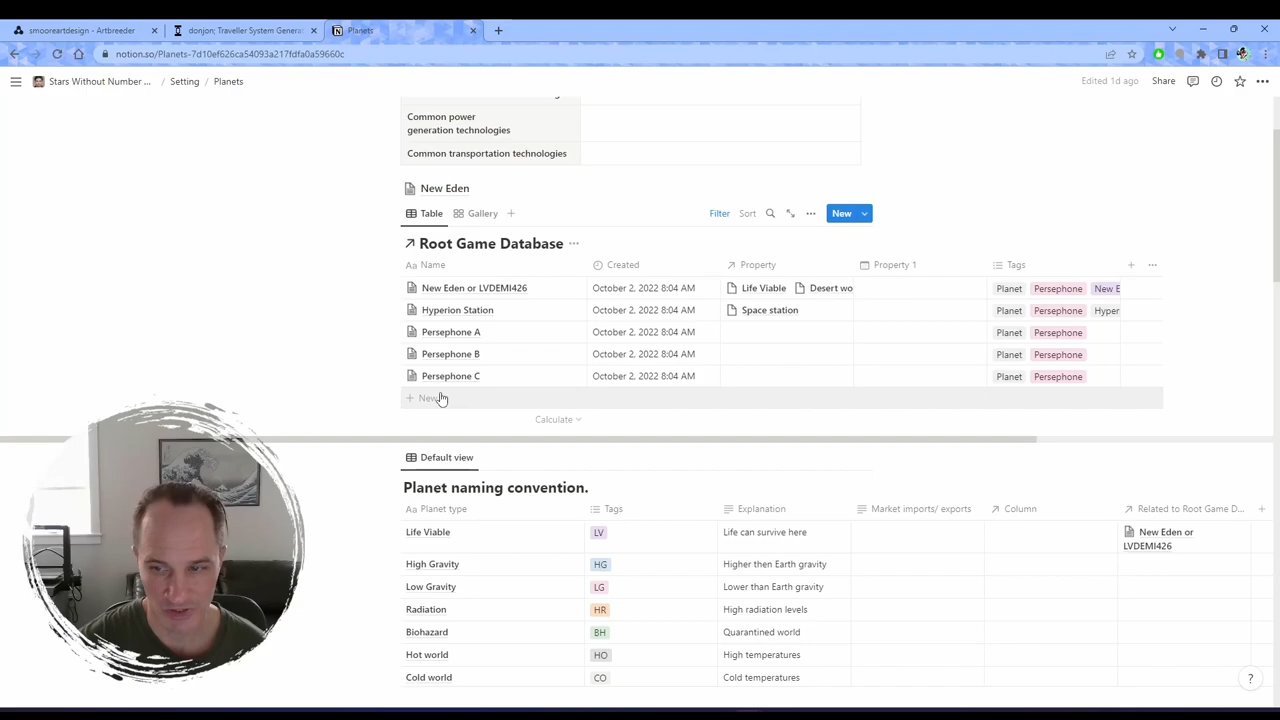 smooreartdesign - Artbreeder
donjon; Traveller System Genera
Planets
notion.so/Planets-7d10ef626ca54093a217fdfa0a59660c
Stars Without Number ... / Setting / Planets
Edited 1d ago
Share
Common power
generation technologies
Common transportation technologies
New Eden
Table Gallery
Filter Sort New
Root Game Database
Name Created Property Property 1 Tags
New Eden or LVDEMI426 October 2, 2022 8:04 AM Life Viable Desert wo Planet Persephone New E
Hyperion Station October 2, 2022 8:04 AM Space station Planet Persephone Hyper
Persephone A October 2, 2022 8:04 AM Planet Persephone
Persephone B October 2, 2022 8:04 AM Planet Persephone
Persephone C October 2, 2022 8:04 AM Planet Persephone
+ New
Calculate
Default view
Planet naming convention.
Planet type Tags Explanation Market imports/ exports Column Related to Root Game D...
Life Viable LV Life can survive here New Eden or
LVDEMI426
High Gravity HG Higher then Earth gravity
Low Gravity LG Lower than Earth gravity
Radiation HR High radiation levels
Biohazard BH Quarantined world
Hot world HO High temperatures
Cold world CO Cold temperatures
?